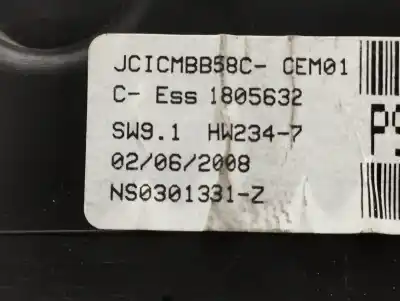 JCICMBB58C- CEM01
C- Ess 1805632
SW9.1 HW234-7
02/06/2008
NS0301331-Z